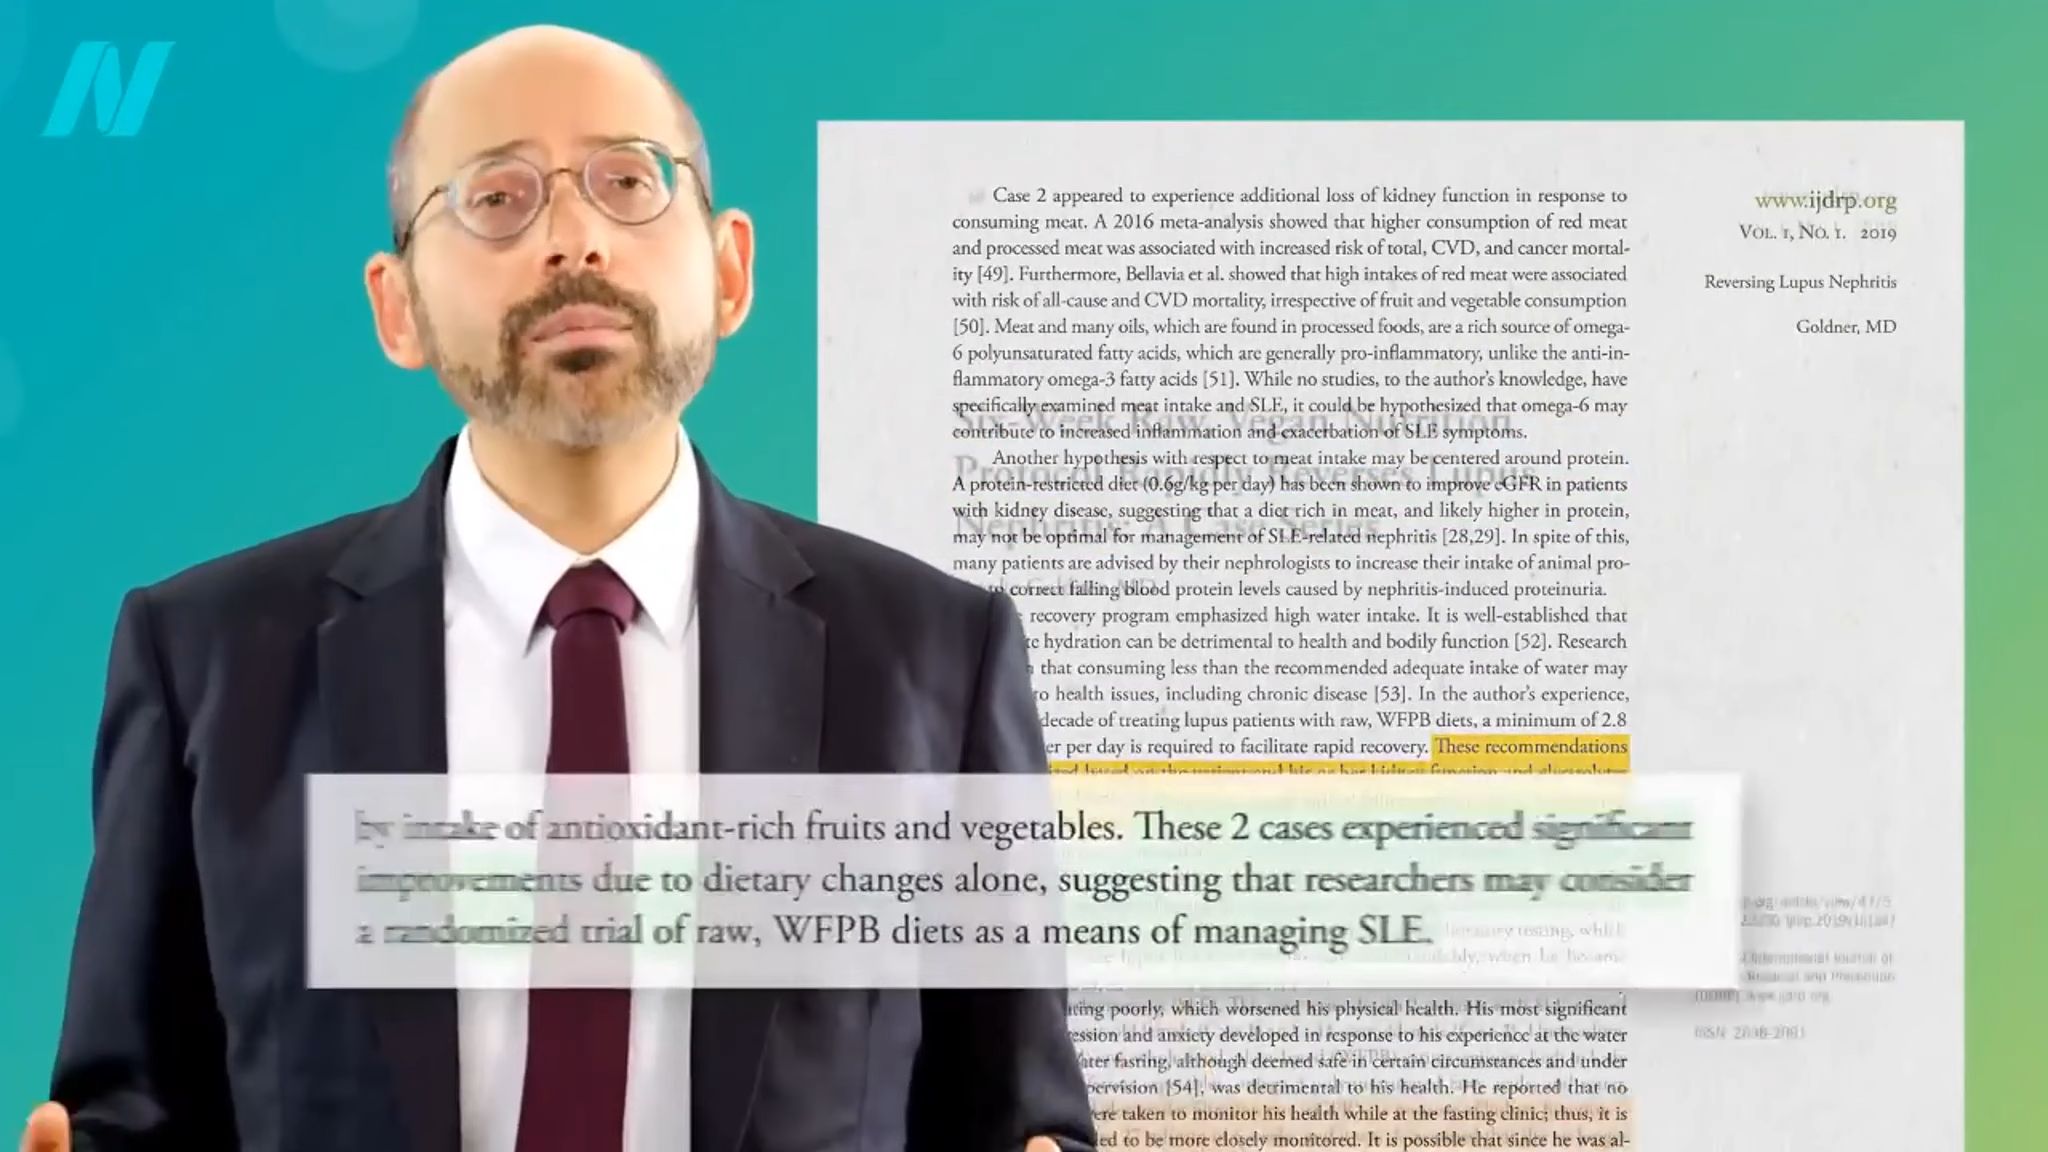 Case 2 appeared to experience additional loss of kidney function in response to
consuming meat. A 2016 meta-analysis showed that higher consumption of red meat
and processed meat was associated with increased risk of total, CVD, and cancer mortal-
ity [49]. Furthermore, Bellavia et al. showed that high intakes of red meat were associated
with risk of all-cause and CVD mortality, irrespective of fruit and vegetable consumption
[50]. Meat and many oils, which are found in processed foods, are a rich source of omega-
6 polyunsaturated fatty acids, which are generally pro-inflammatory, unlike the anti-in-
flammatory omega-3 fatty acids [51]. While no studies, to the author's knowledge, have
specifically examined meat intake and SLE, it could be hypothesized that omega-6 may
contribute to increased inflammation and exacerbation of SLE symptoms.
Another hypothesis with respect to meat intake may be centered around protein.
A protein-restricted diet (0.6g/kg per day) has been shown to improve eGFR in patients
with kidney disease, suggesting that a diet rich in meat, and likely higher in protein,
may not be optimal for management of SLE-related nephritis [28,29]. In spite of this,
many patients are advised by their nephrologists to increase their intake of animal pro-
to correct falling blood protein levels caused by nephritis-induced proteinuria.
recovery program emphasized high water intake. It is well-established that
hydration can be detrimental to health and bodily function [52]. Research
that consuming less than the recommended adequate intake of water may
to health issues, including chronic disease [53]. In the author's experience,
decade of treating lupus patients with raw, WFPB diets, a minimum of 2.8
per day is required to facilitate rapid recovery. These recommendations
www.ijdrp.org
Vol. 1, No. 1. 2019
Reversing Lupus Nephritis
Goldner, MD
Six-Week Raw Vegan Nutrition
Protocol Rapidly Reverses Lupus
Nephritis: A Case Series
by intake of antioxidant-rich fruits and vegetables. These 2 cases experienced significant
improvements due to dietary changes alone, suggesting that researchers may consider
a randomized trial of raw, WFPB diets as a means of managing SLE.
poorly, which worsened his physical health. His most significant
and anxiety developed in response to his experience at the water
fasting, although deemed safe in certain circumstances and under
[54], was detrimental to his health. He reported that no
taken to monitor his health while at the fasting clinic; thus, it is
to be more closely monitored. It is possible that since he was al-